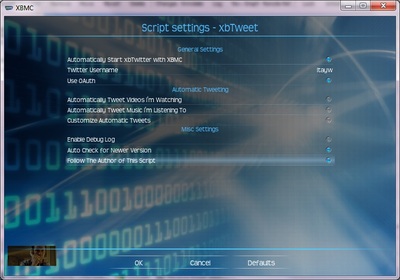 XBMC
Script settings - xbTweet
General Settings
Automatically Start xbTwitter with XBMC
Twitter Username itayw
Use OAuth
Automatic Tweeting
Automatically Tweet Videos I'm Watching
Automatically Tweet Music I'm Listening To
Customize Automatic Tweets
Misc Settings
Enable Debug Log
Auto Check for Newer Version
Follow The Author of This Script
OK Cancel Defaults